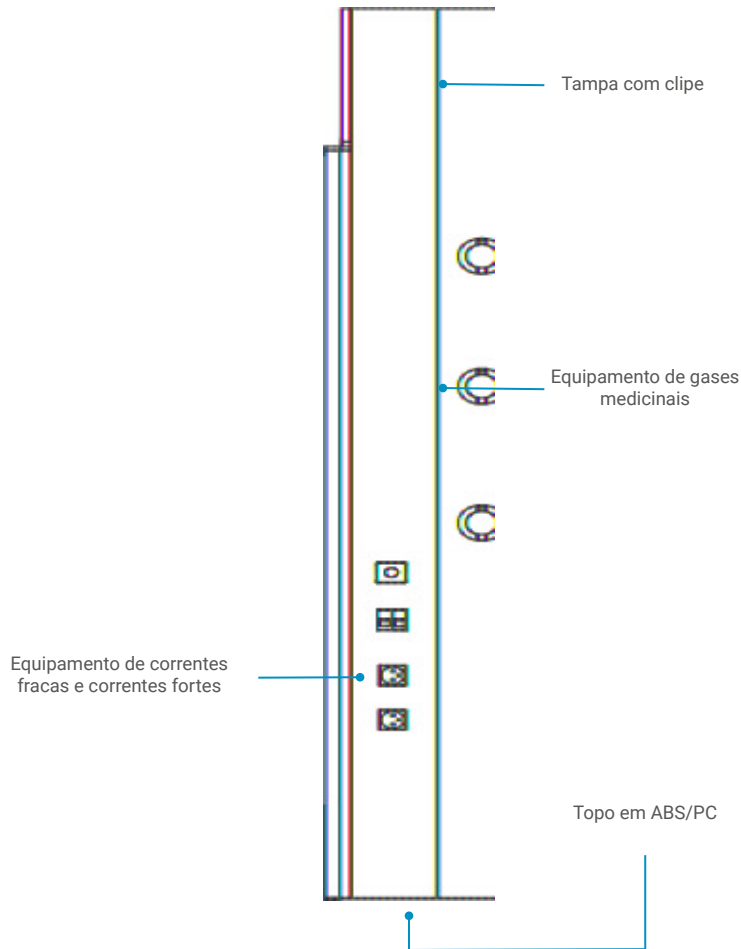 Tampa com clipe
Equipamento de gases
medicinais
Equipamento de correntes
fracas e correntes fortes
Topo em ABS/PC